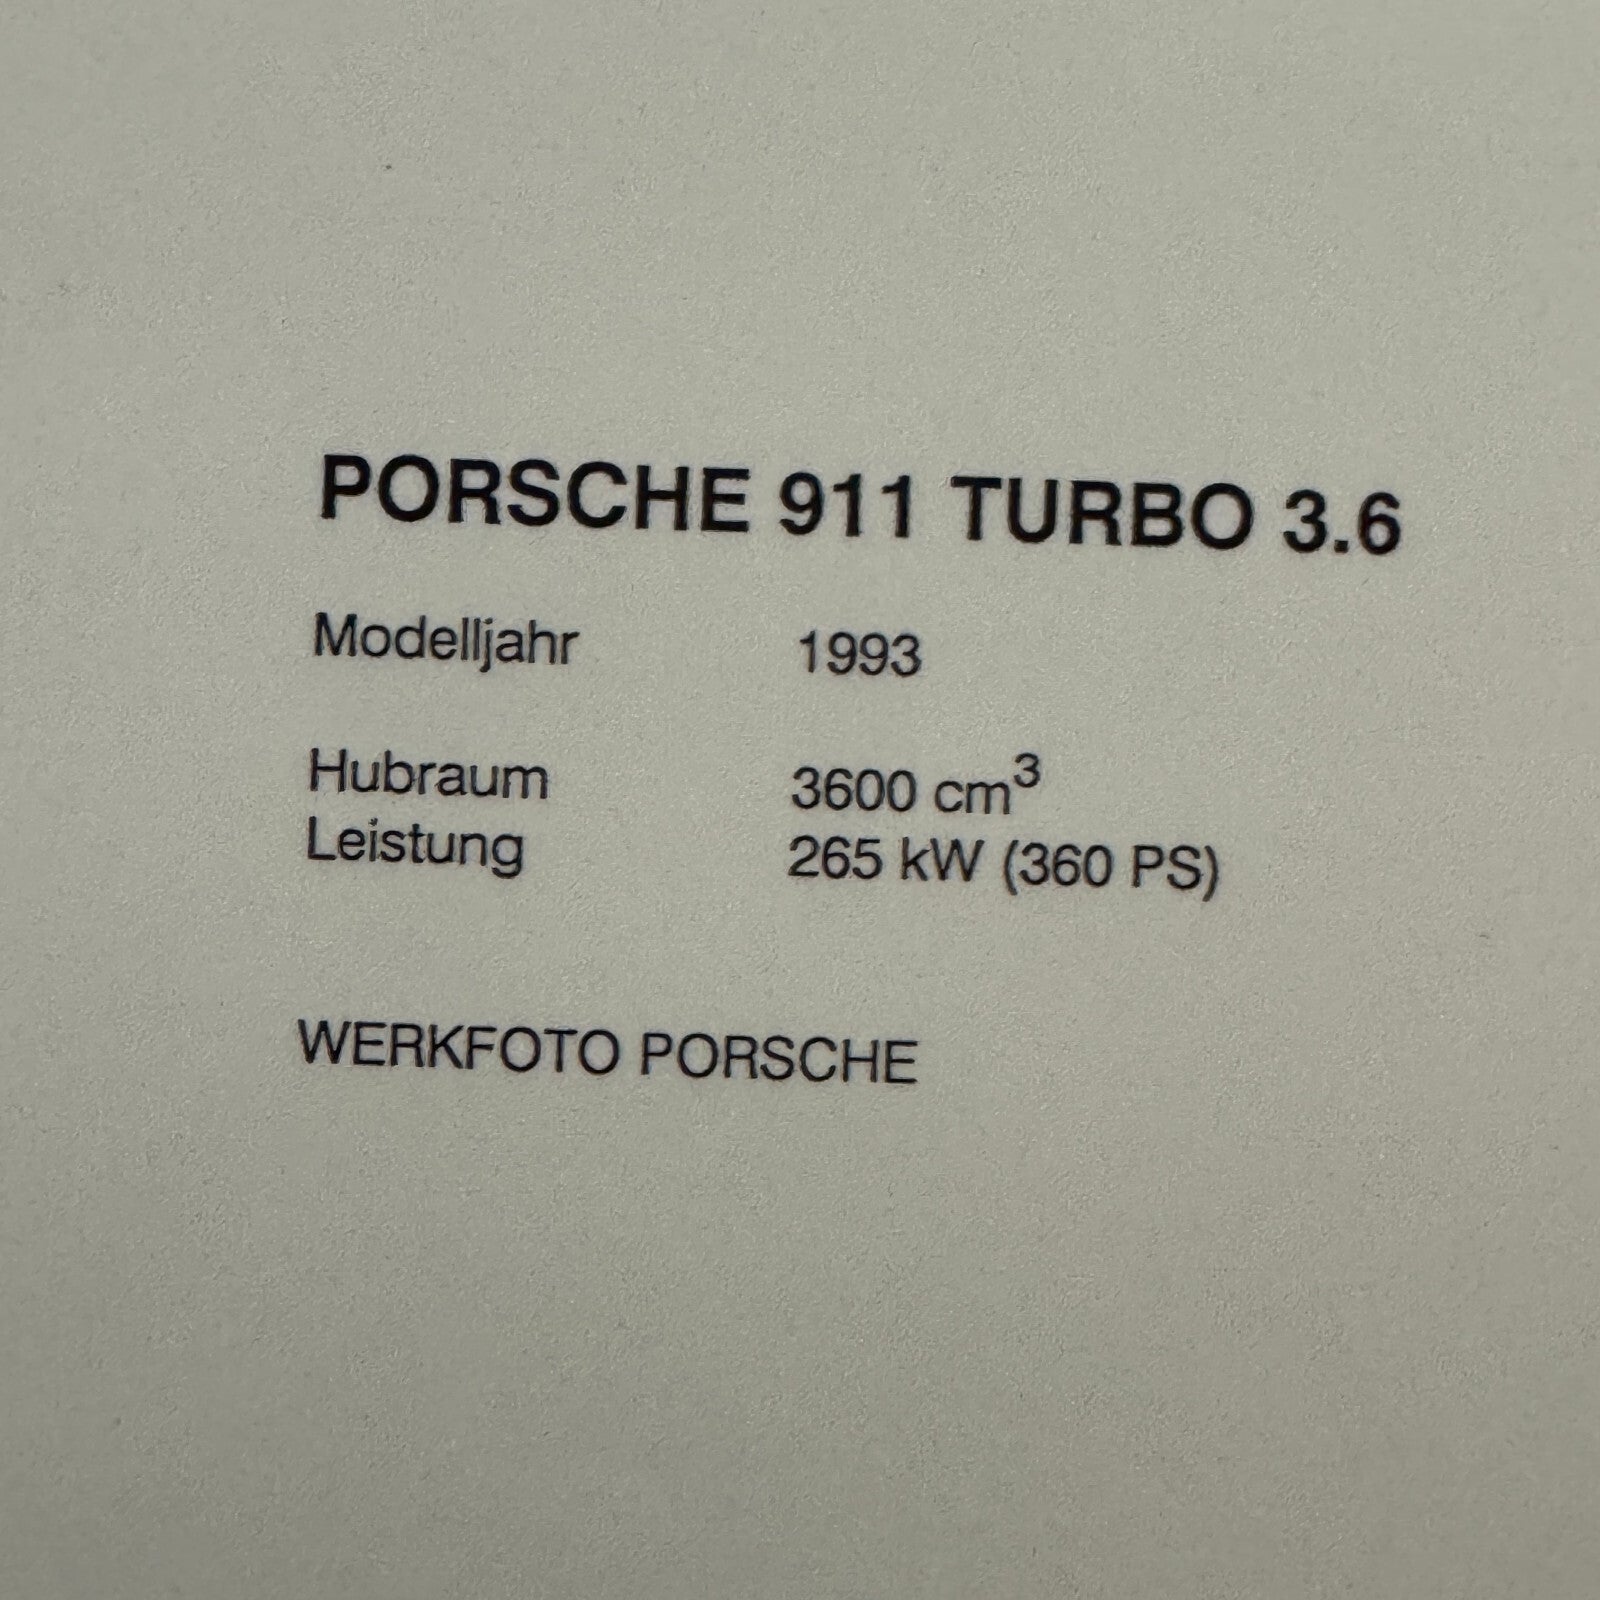 PORSCHE 911 TURBO 3.6
Modelljahr 1993
Hubraum 3600 cm³
Leistung 265 kW (360 PS)
WERKFOTO PORSCHE